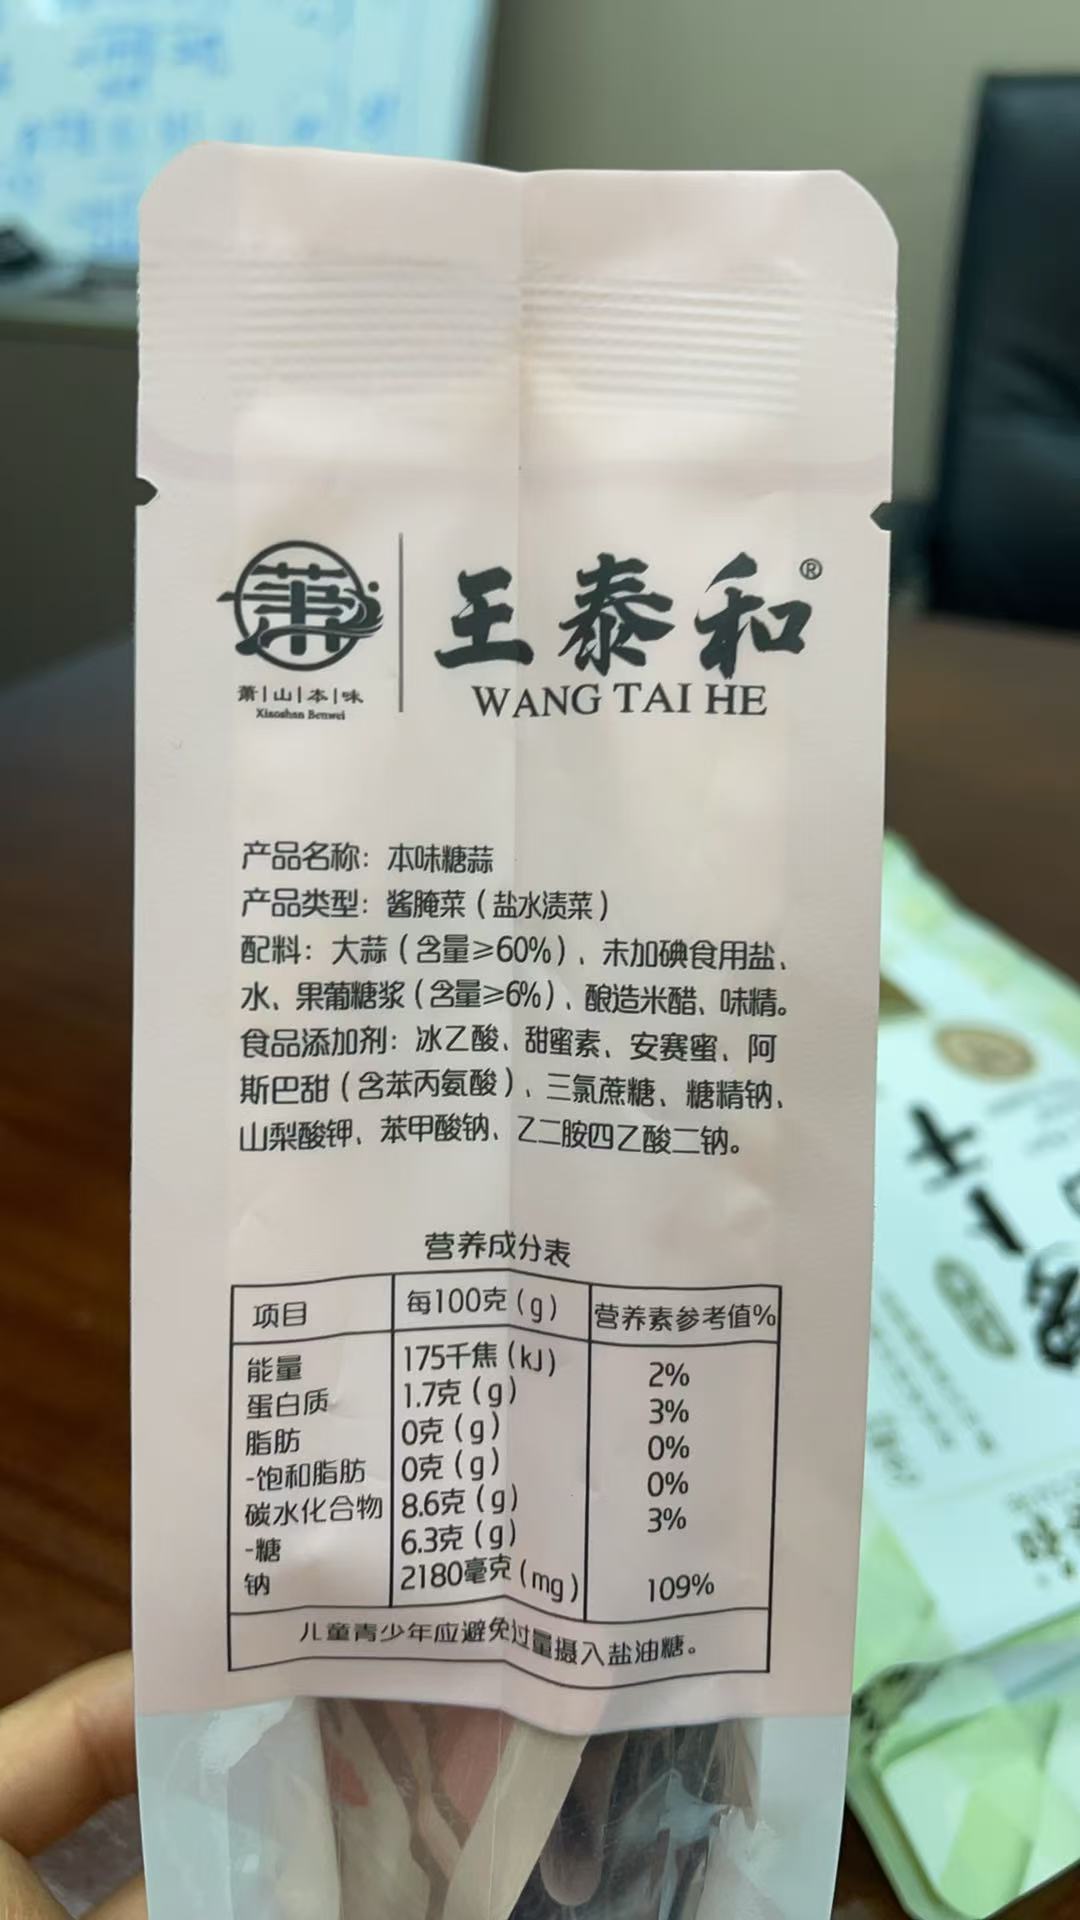 萧
王泰和®
萧|山|本|味
Xiaoshan Benwei
WANG TAI HE
产品名称：本味糖蒜
产品类型：酱腌菜（盐水渍菜）
配料：大蒜（含量≥60%）、未加碘食用盐、
水、果葡糖浆（含量≥6%）、酿造米醋、味精。
食品添加剂：冰乙酸、甜蜜素、安赛蜜、阿
斯巴甜（含苯丙氨酸）、三氯蔗糖、糖精钠、
山梨酸钾、苯甲酸钠、乙二胺四乙酸二钠。
营养成分表
项目 每100克（g） 营养素参考值%
能量 175千焦（kJ） 2%
蛋白质 1.7克（g） 3%
脂肪 0克（g） 0%
-饱和脂肪 0克（g） 0%
碳水化合物 8.6克（g） 3%
-糖 6.3克（g）
钠 2180毫克（mg） 109%
儿童青少年应避免过量摄入盐油糖。